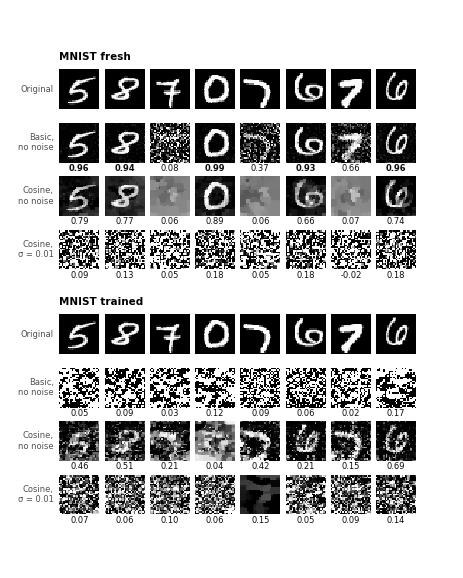 MNIST fresh
Original
Basic,
no noise
0.96 0.94 0.08 0.99 0.37 0.93 0.66 0.96
Cosine,
no noise
0.79 0.77 0.06 0.89 0.06 0.66 0.07 0.74
Cosine,
σ = 0.01
0.09 0.13 0.05 0.18 0.05 0.18 -0.02 0.18
MNIST trained
Original
Basic,
no noise
0.05 0.09 0.03 0.12 0.09 0.06 0.02 0.17
Cosine,
no noise
0.46 0.51 0.21 0.04 0.42 0.21 0.15 0.69
Cosine,
σ = 0.01
0.07 0.06 0.10 0.06 0.15 0.05 0.09 0.14